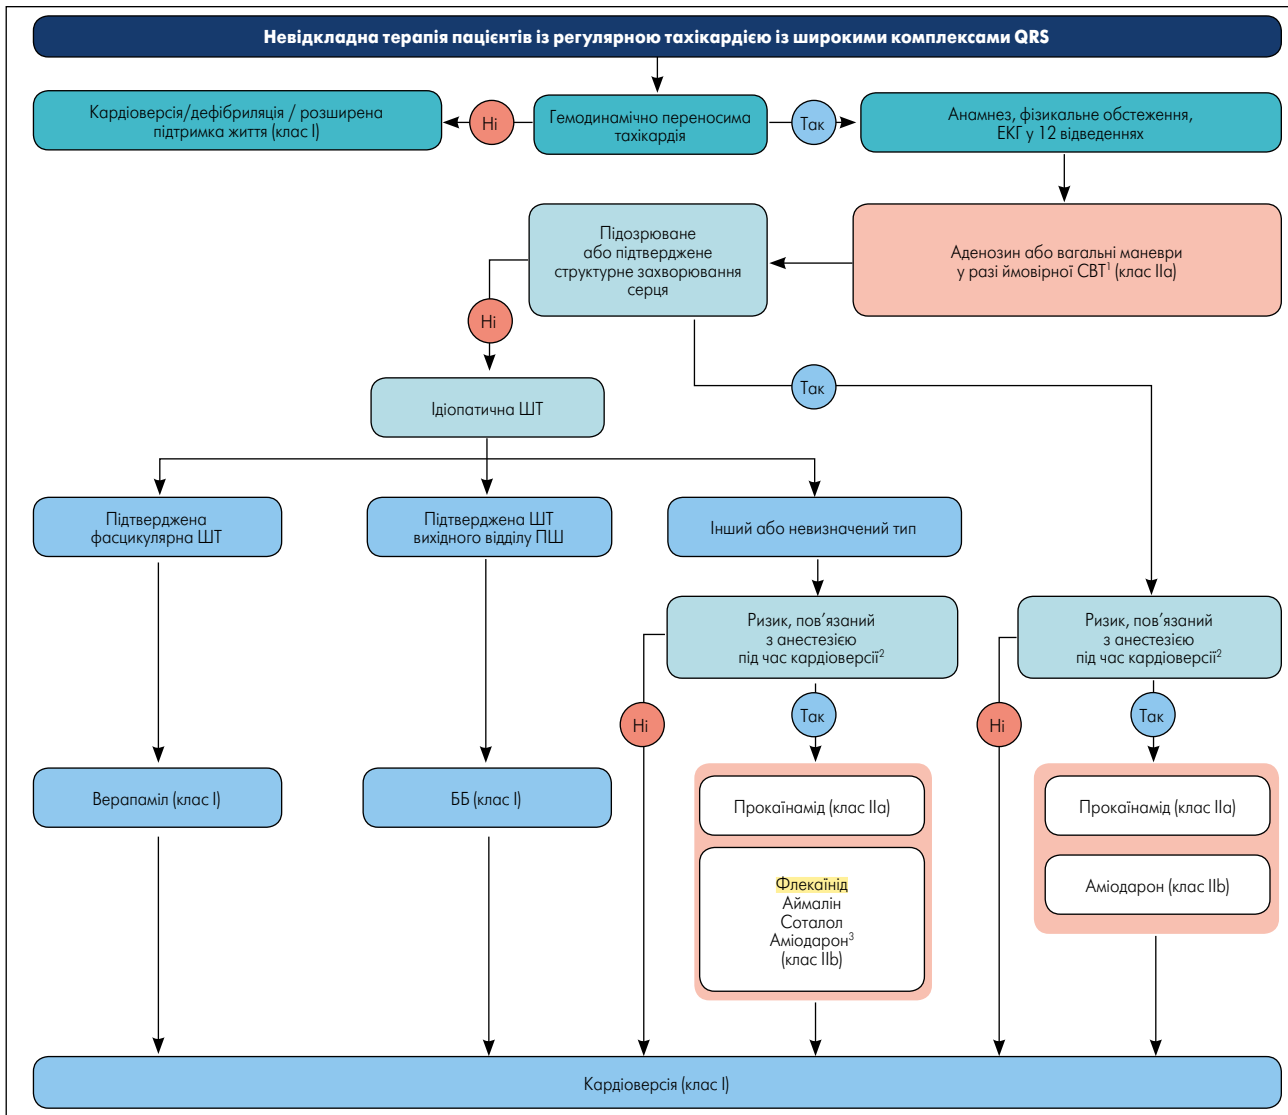 Невідкладна терапія пацієнтів із регулярною тахікардією із широкими комплексами QRS
Кардіоверсія/дефібриляція / розширена
підтримка життя (клас I)
Ні
Гемодинамічно переносима
тахікардія
Так
Анамнез, фізикальне обстеження,
ЕКГ у 12 відведеннях
Підозрюване
або підтверджене
структурне захворювання
серця
Аденозин або вагальні маневри
у разі ймовірної СВТ¹ (клас IIa)
Ні
Так
Ідіопатична ШТ
Підтверджена
фасцикулярна ШТ
Підтверджена ШТ
вихідного відділу ПШ
Інший або невизначений тип
Ризик, пов’язаний
з анестезією
під час кардіоверсії²
Ризик, пов’язаний
з анестезією
під час кардіоверсії²
Ні
Так
Ні
Так
Верапаміл (клас I)
ББ (клас I)
Прокаїнамід (клас IIa)
Флекаїнід
Аймалін
Соталол
Аміодарон³
(клас IIb)
Прокаїнамід (клас IIa)
Аміодарон (клас IIb)
Кардіоверсія (клас I)